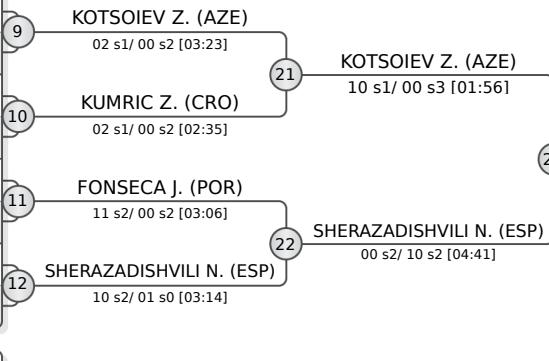 9
KOTSOIEV Z. (AZE)
02 s1/ 00 s2 [03:23]
21
KOTSOIEV Z. (AZE)
10 s1/ 00 s3 [01:56]
10
KUMRIC Z. (CRO)
02 s1/ 00 s2 [02:35]
11
FONSECA J. (POR)
11 s2/ 00 s2 [03:06]
22
SHERAZADISHVILI N. (ESP)
00 s2/ 10 s2 [04:41]
12
SHERAZADISHVILI N. (ESP)
10 s2/ 01 s0 [03:14]